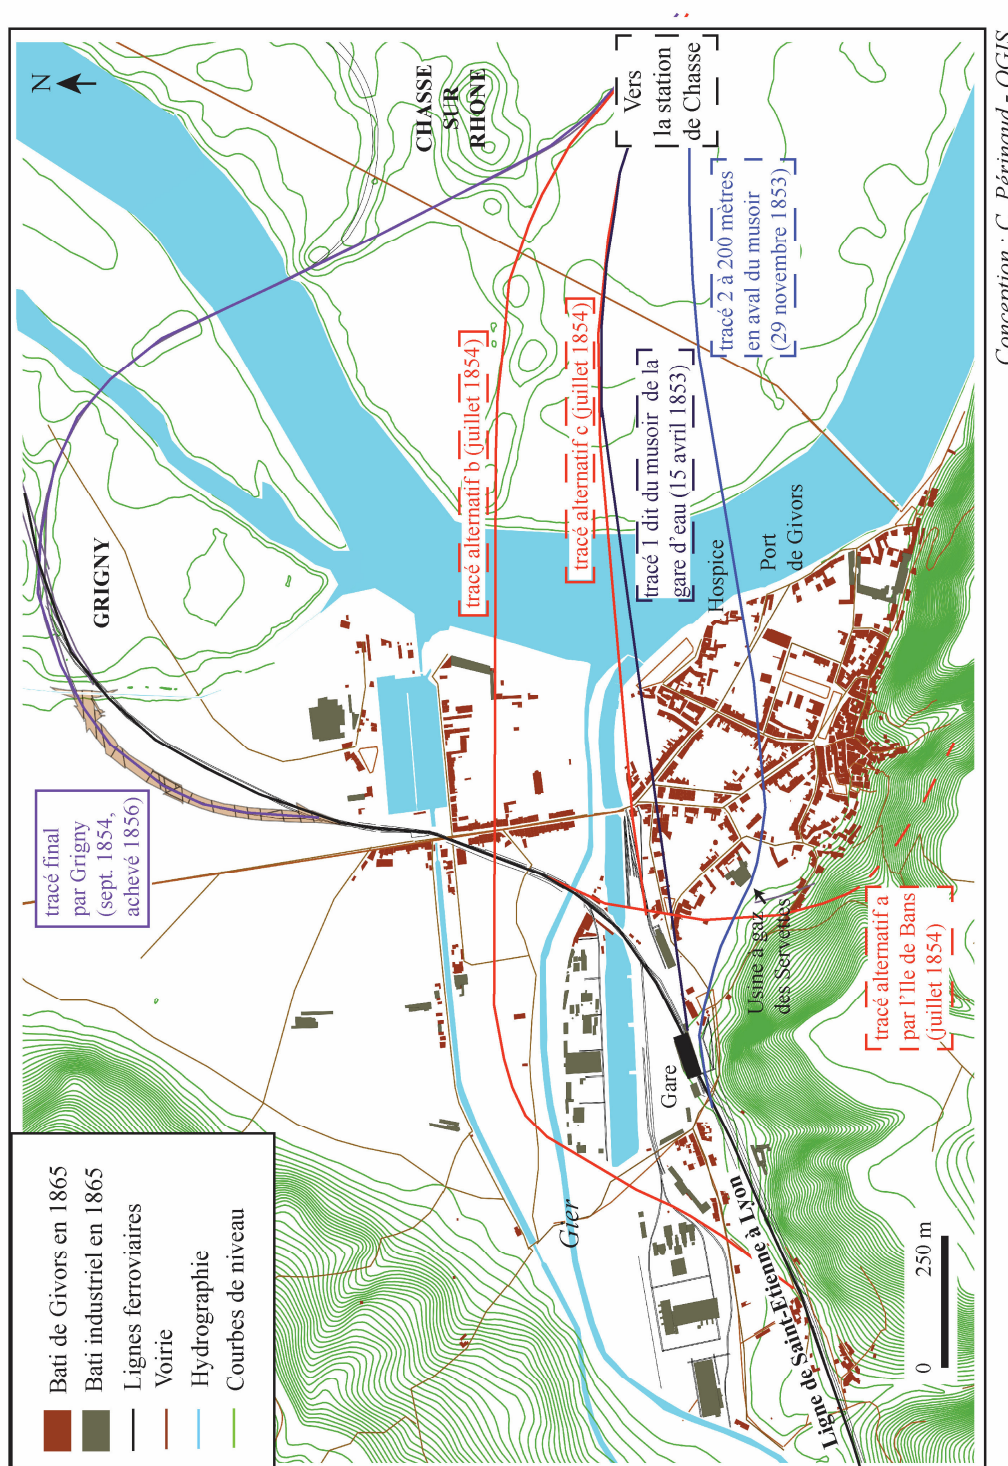 N
CHASSE
SUR
RHONE
Vers
la station
de Chasse
tracé 2 à 200 mètres
en aval du musoir
(29 novembre 1853)
tracé alternatif b (juillet 1854)
tracé alternatif c (juillet 1854)
tracé 1 dit du musoir de la
gare d'eau (15 avril 1853)
GRIGNY
Hospice
Port
de Givors
tracé final
par Grigny
(sept. 1854,
achevé 1856)
Usine à gaz
des Servettes
tracé alternatif a
par l'Ile de Bans
(juillet 1854)
Gare
Gier
Ligne de Saint-Etienne à Lyon
0 250 m
Bati de Givors en 1865
Bati industriel en 1865
Lignes ferroviaires
Voirie
Hydrographie
Courbes de niveau
Conception : C. Périnaud - OGIS